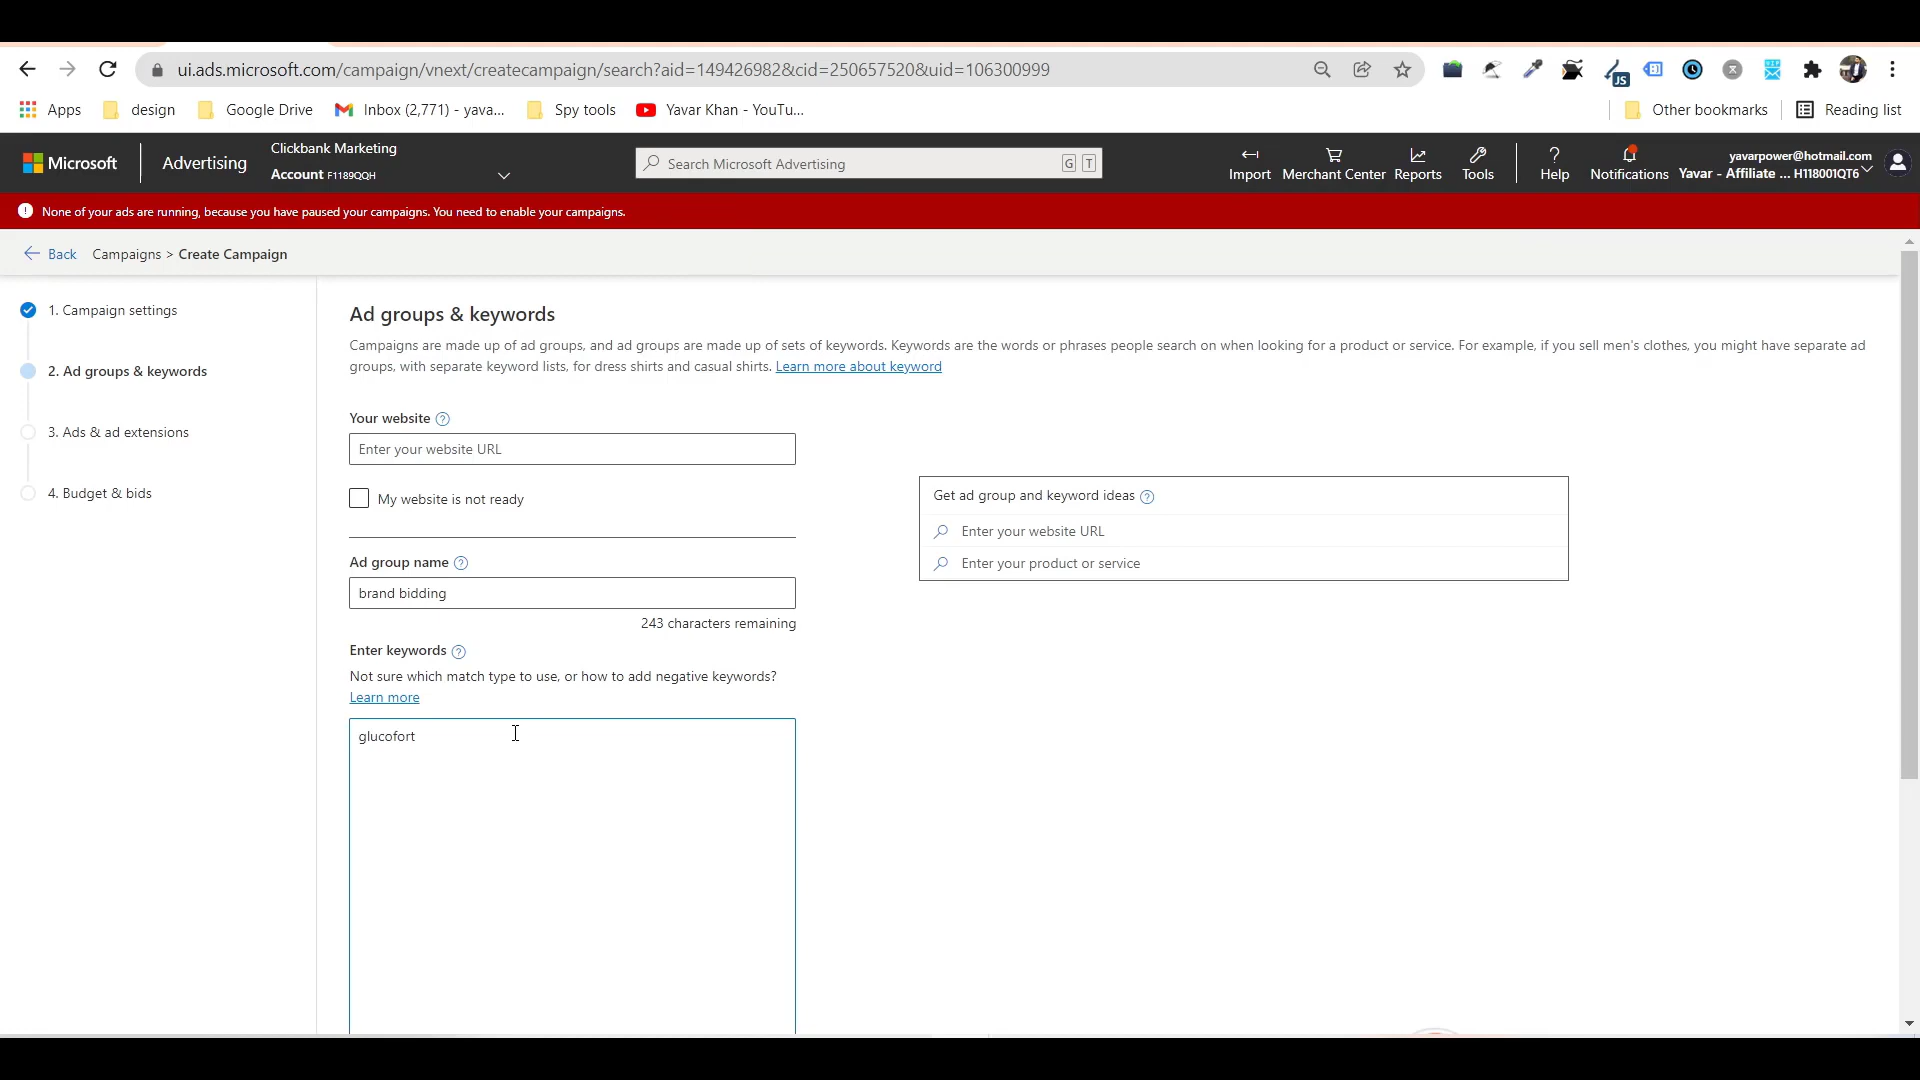 ui.ads.microsoft.com/campaign/vnext/createcampaign/search?aid=149426982&cid=250657520&uid=106300999
JS
Apps
design
Google Drive
Inbox (2,771) - yava...
Spy tools
Yavar Khan - YouTu...
Other bookmarks
Reading list
Microsoft
Advertising
Clickbank Marketing
Account F1189QQH
Search Microsoft Advertising
G T
Import
Merchant Center
Reports
Tools
Help
Notifications
yavarpower@hotmail.com
Yavar - Affiliate ... H118001QT6
None of your ads are running, because you have paused your campaigns. You need to enable your campaigns.
Back
Campaigns > Create Campaign
1. Campaign settings
2. Ad groups & keywords
3. Ads & ad extensions
4. Budget & bids
Ad groups & keywords
Campaigns are made up of ad groups, and ad groups are made up of sets of keywords. Keywords are the words or phrases people search on when looking for a product or service. For example, if you sell men's clothes, you might have separate ad
groups, with separate keyword lists, for dress shirts and casual shirts. Learn more about keyword
Your website ?
Enter your website URL
My website is not ready
Ad group name ?
brand bidding
243 characters remaining
Enter keywords ?
Not sure which match type to use, or how to add negative keywords?
Learn more
glucofort
Get ad group and keyword ideas ?
Enter your website URL
Enter your product or service